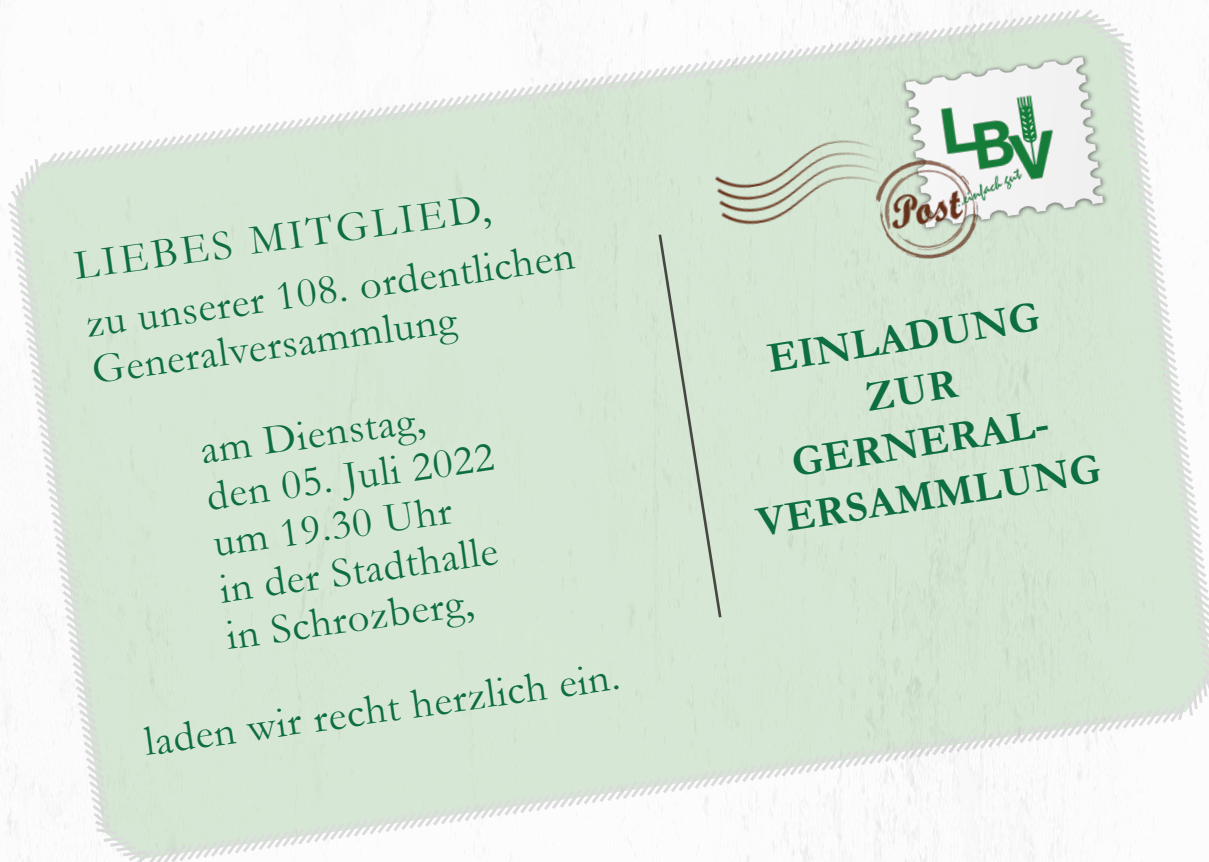 LIEBES MITGLIED,
zu unserer 108. ordentlichen
Generalversammlung
am Dienstag,
den 05. Juli 2022
um 19.30 Uhr
in der Stadthalle
in Schrozberg,
laden wir recht herzlich ein.
LBV
...einfach gut
Post
EINLADUNG
ZUR
GERNERAL-
VERSAMMLUNG